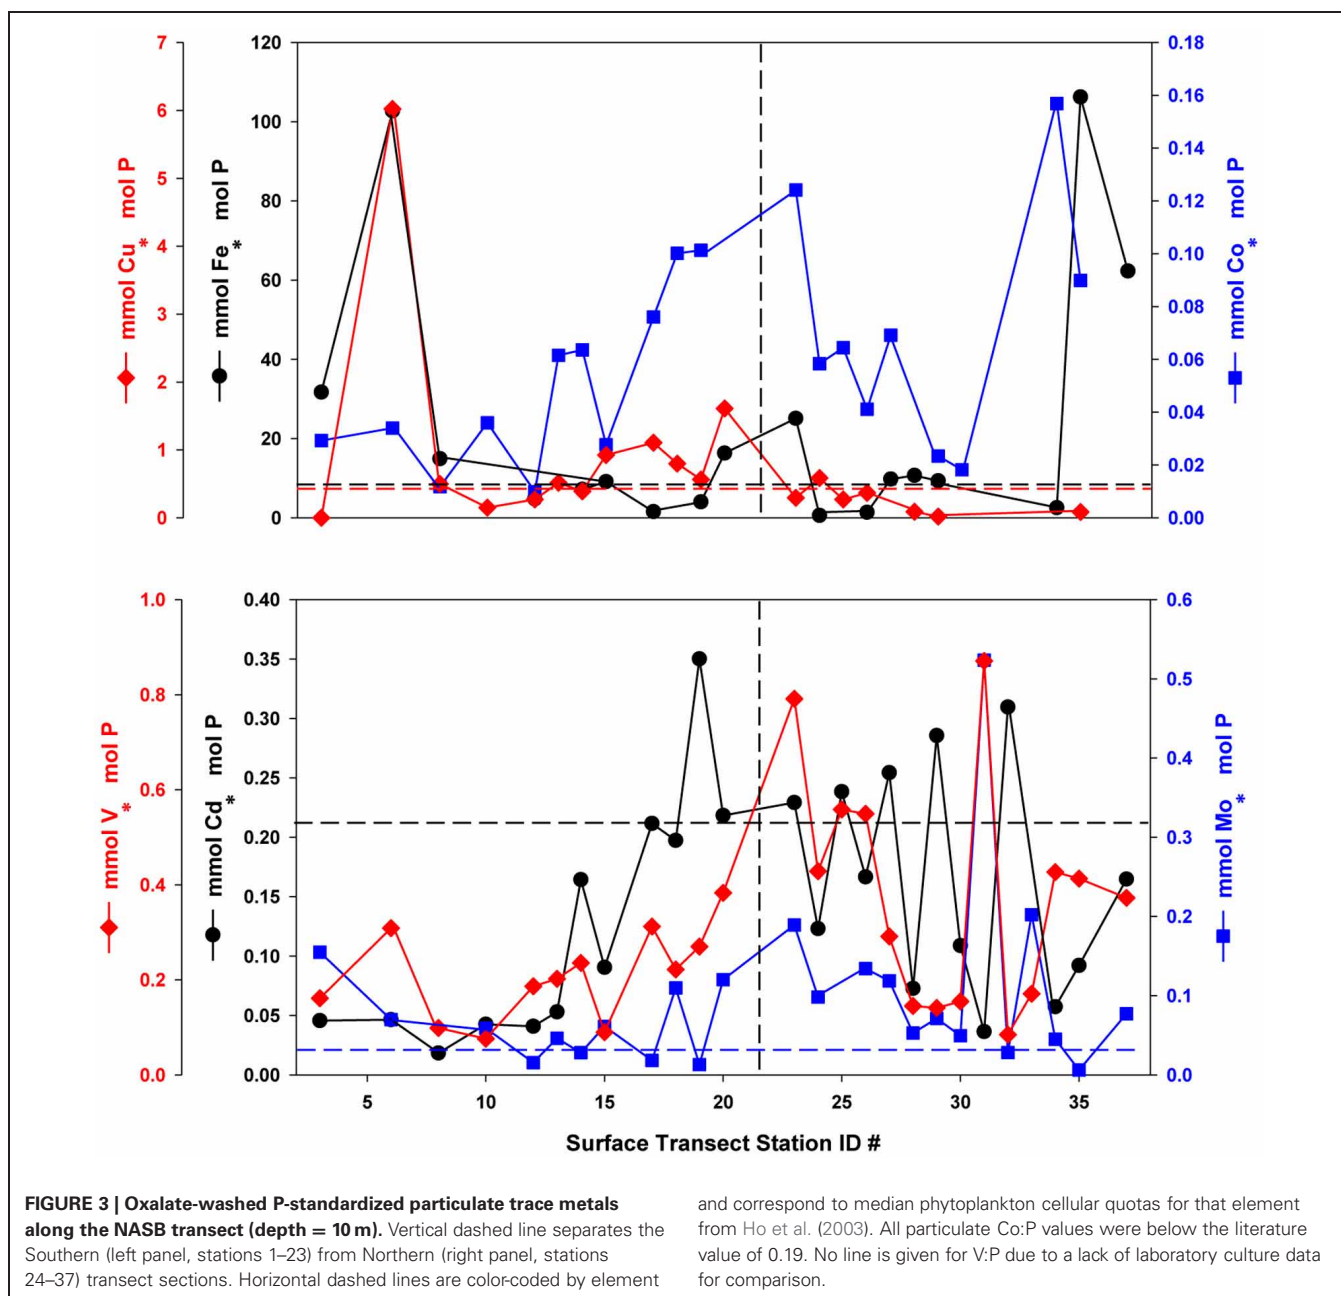 7
6
5
4
3
2
1
0
mmol Cu * mol P
120
100
80
60
40
20
0
mmol Fe * mol P
0.18
0.16
0.14
0.12
0.10
0.08
0.06
0.04
0.02
0.00
mmol Co * mol P
1.0
0.8
0.6
0.4
0.2
0.0
mmol V * mol P
0.40
0.35
0.30
0.25
0.20
0.15
0.10
0.05
0.00
mmol Cd * mol P
0.6
0.5
0.4
0.3
0.2
0.1
0.0
mmol Mo * mol P
5 10 15 20 25 30 35
Surface Transect Station ID #
FIGURE 3 | Oxalate-washed P-standardized particulate trace metals
along the NASB transect (depth = 10 m). Vertical dashed line separates the
Southern (left panel, stations 1–23) from Northern (right panel, stations
24–37) transect sections. Horizontal dashed lines are color-coded by element
and correspond to median phytoplankton cellular quotas for that element
from Ho et al. (2003). All particulate Co:P values were below the literature
value of 0.19. No line is given for V:P due to a lack of laboratory culture data
for comparison.